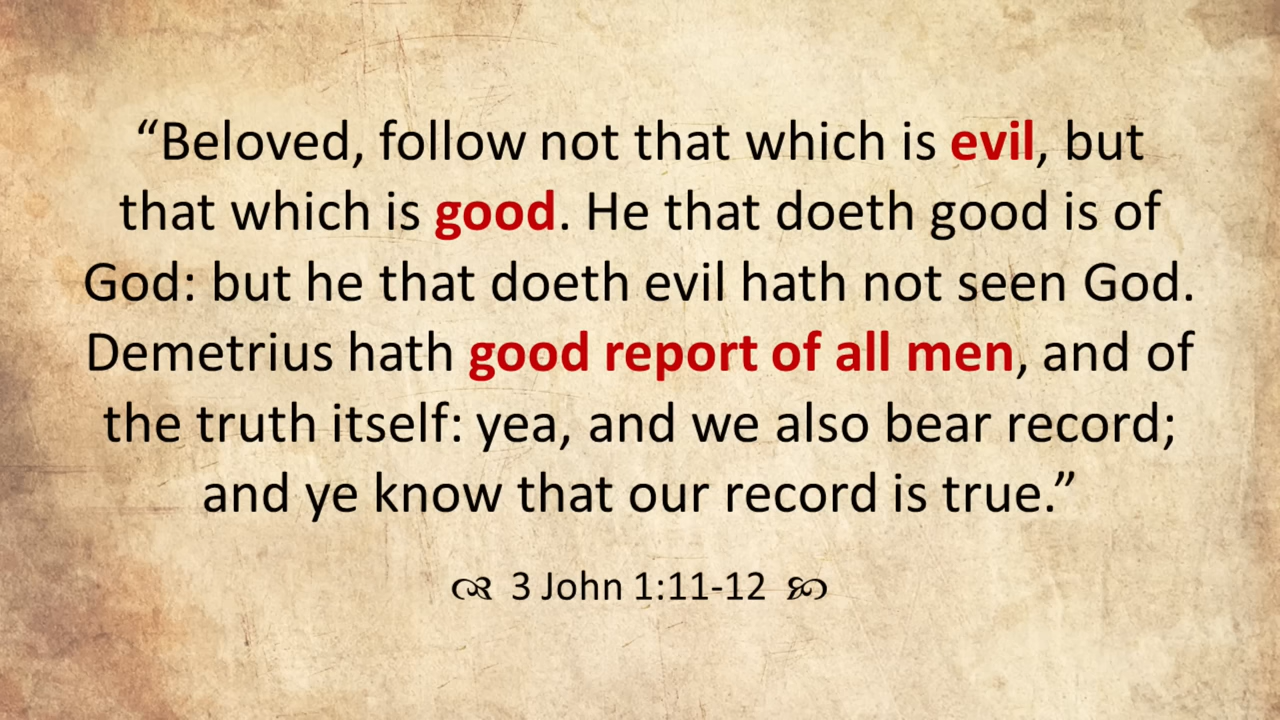 “Beloved, follow not that which is evil, but
that which is good. He that doeth good is of
God: but he that doeth evil hath not seen God.
Demetrius hath good report of all men, and of
the truth itself: yea, and we also bear record;
and ye know that our record is true.”
3 John 1:11-12